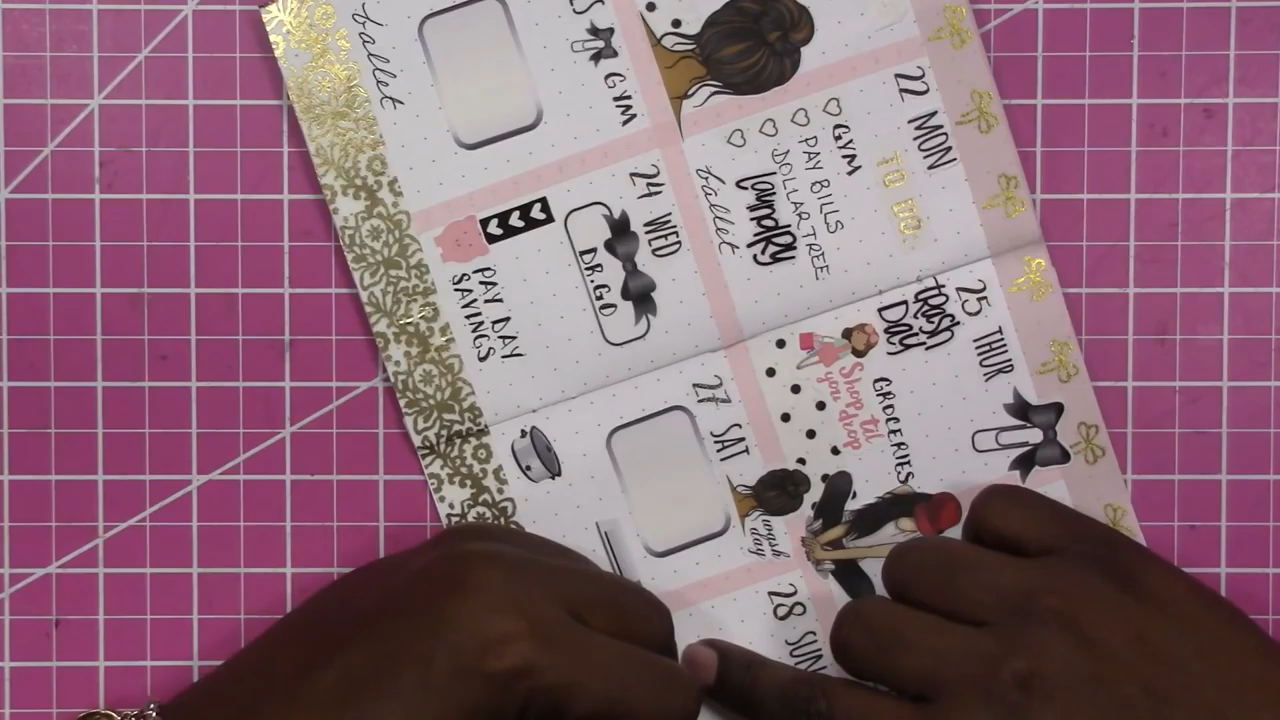 22 MON
TO DO:
GYM
PAY BILLS
DOLLAR TREE
laundry
ballet
ballet
GYM
24 WED
DR. GO
PAY DAY
SAVINGS
25 THUR
trash
Day
GROCERIES
Shop til
you drop
27 SAT
wash
day
28 SUN